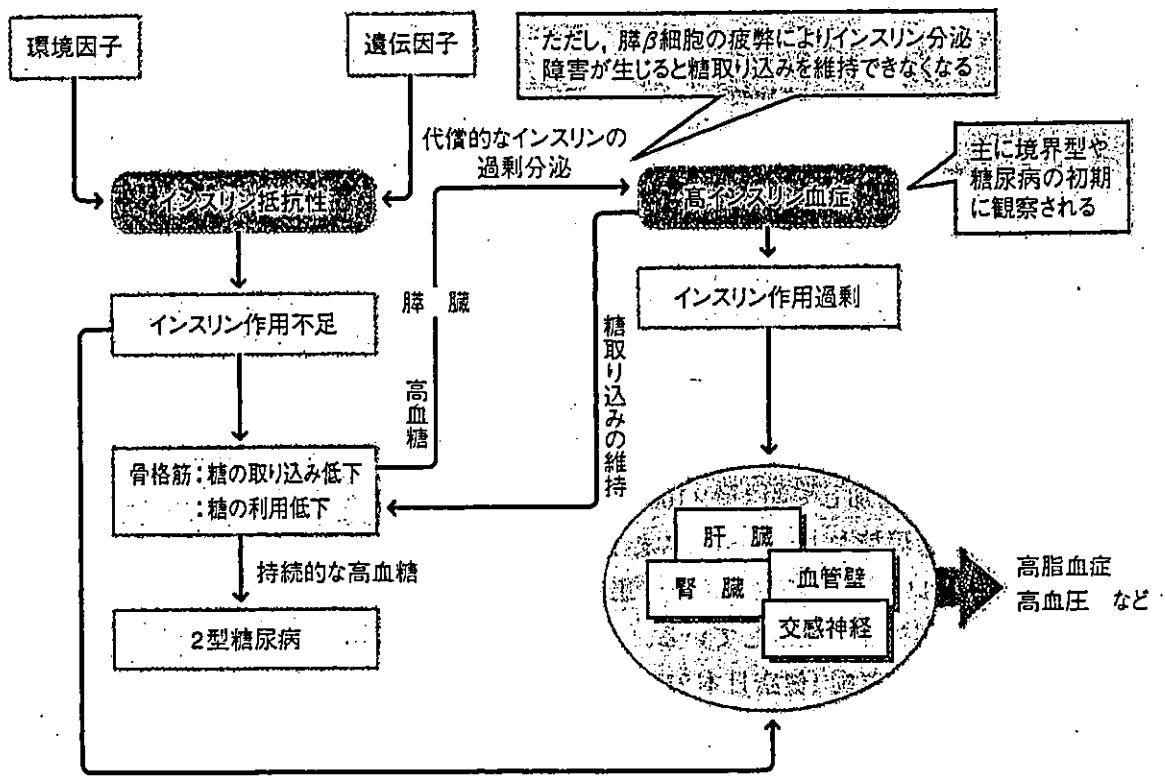 環境因子
遺伝因子
ただし，膵β細胞の疲弊によりインスリン分泌
障害が生じると糖取り込みを維持できなくなる
代償的なインスリンの
過剰分泌
主に境界型や
糖尿病の初期
に観察される
インスリン抵抗性
高インスリン血症
インスリン作用不足
膵　臓
インスリン作用過剰
高血糖
糖取り込みの維持
骨格筋：糖の取り込み低下
：糖の利用低下
持続的な高血糖
2型糖尿病
肝　臓
腎　臓
血管壁
交感神経
高脂血症
高血圧　など